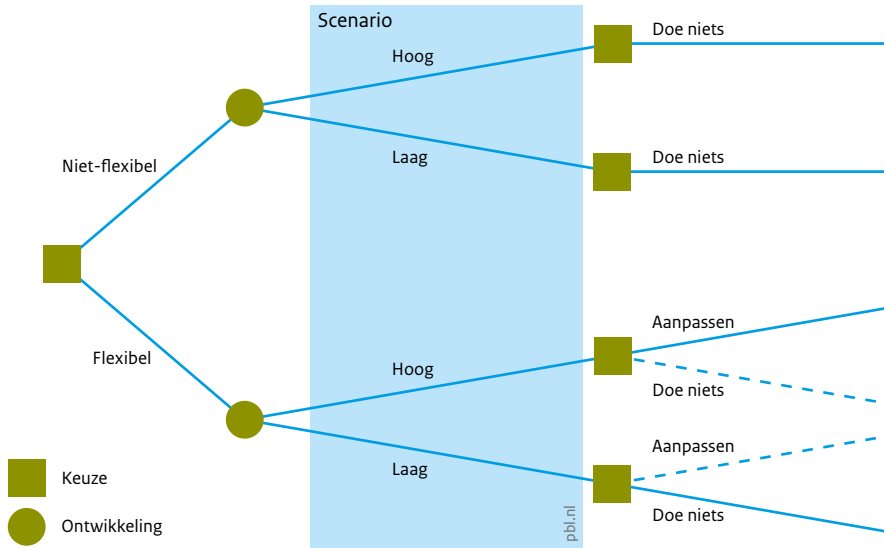 Scenario
Doe niets
Hoog
Laag
Doe niets
Niet-flexibel
Flexibel
Aanpassen
Hoog
Doe niets
Aanpassen
Laag
Doe niets
Keuze
Ontwikkeling
pbl.nl